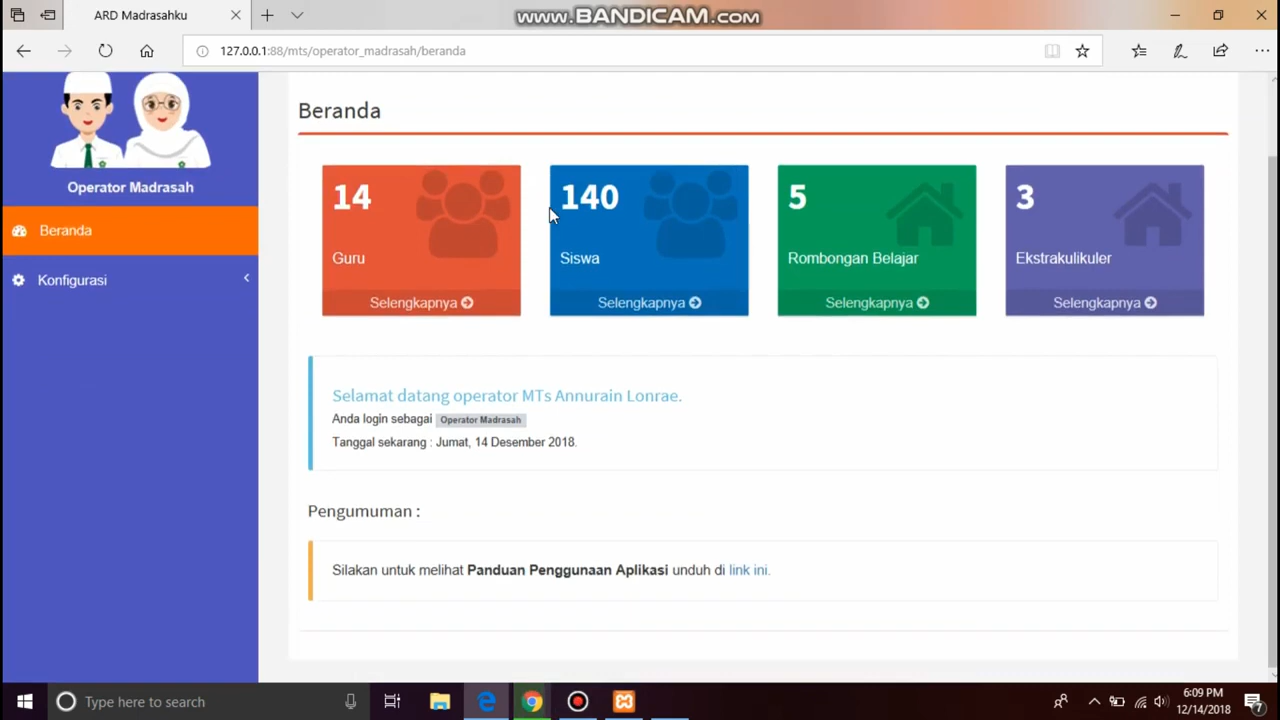 ARD Madrasahku
www.BANDICAM.com
127.0.0.1:88/mts/operator_madrasah/beranda
Operator Madrasah
Beranda
Konfigurasi
Beranda
14
Guru
Selengkapnya
140
Siswa
Selengkapnya
5
Rombongan Belajar
Selengkapnya
3
Ekstrakulikuler
Selengkapnya
Selamat datang operator MTs Annurain Lonrae.
Anda login sebagai Operator Madrasah
Tanggal sekarang : Jumat, 14 Desember 2018.
Pengumuman :
Silakan untuk melihat Panduan Penggunaan Aplikasi unduh di link ini.
Type here to search
6:09 PM
12/14/2018
7